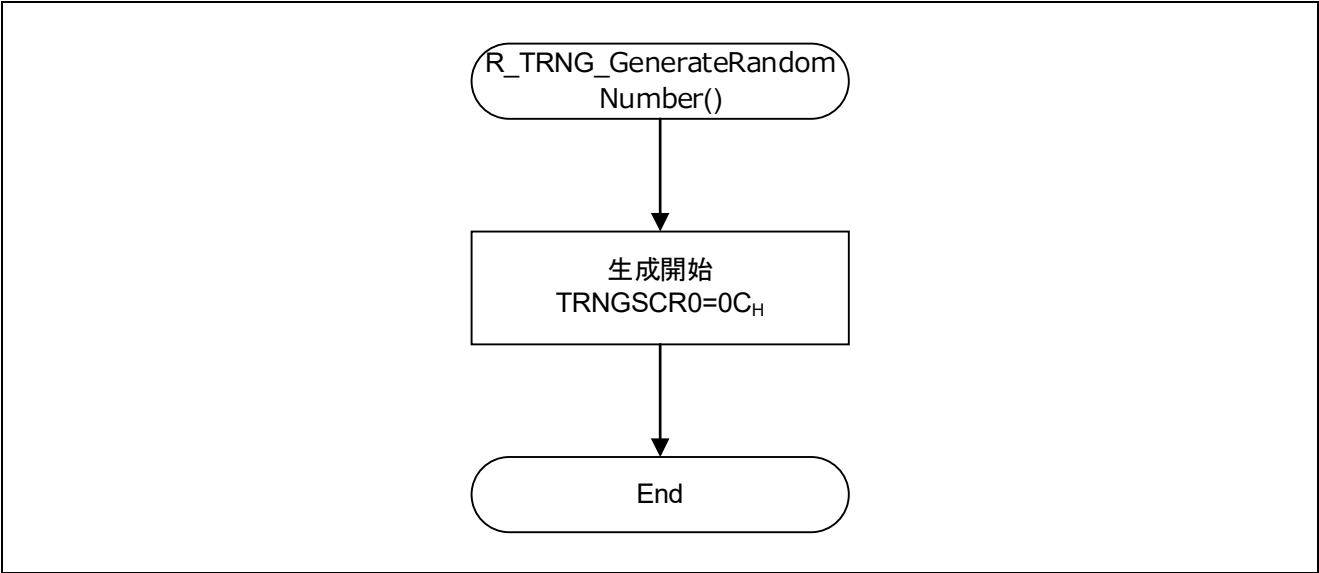 R_TRNG_GenerateRandom
Number()
生成開始
TRNGSCR0=0CH
End